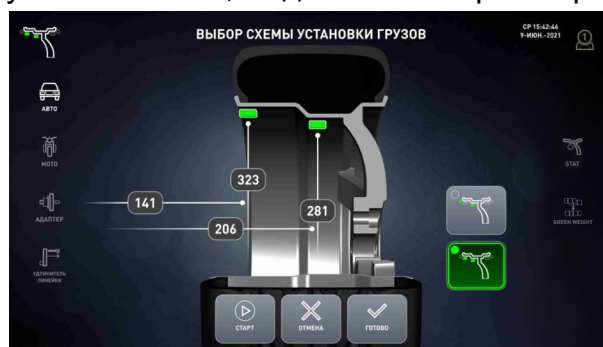 ВЫБОР СХЕМЫ УСТАНОВКИ ГРУЗОВ
СР 15:42:46
9-ИЮН.-2021
1
АВТО
МОТО
STAT
323
141
281
АДАПТЕР
206
GREEN WEIGHT
УДЛИНИТЕЛЬ
ЛИНЕЙКИ
СТАРТ
ОТМЕНА
ГОТОВО